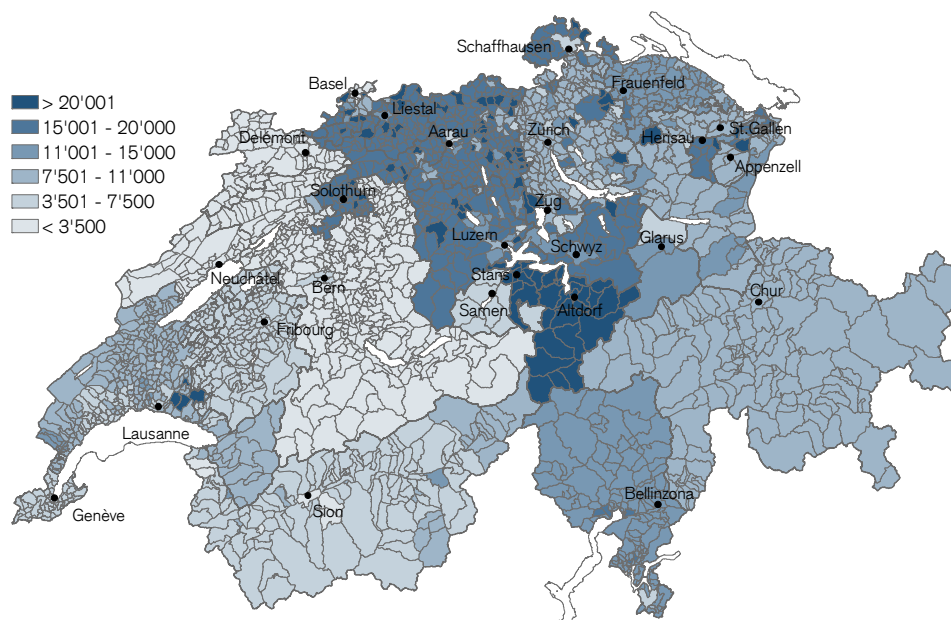 > 20'001
15'001 - 20'000
11'001 - 15'000
7'501 - 11'000
3'501 - 7'500
< 3'500
Schaffhausen
Basel
Liestal
Frauenfeld
Delémont
Aarau
Zürich
Herisau
St.Gallen
Appenzell
Solothurn
Zug
Luzern
Schwyz
Glarus
Neuchâtel
Bern
Stans
Sarnen
Altdorf
Chur
Fribourg
Lausanne
Bellinzona
Sion
Genève